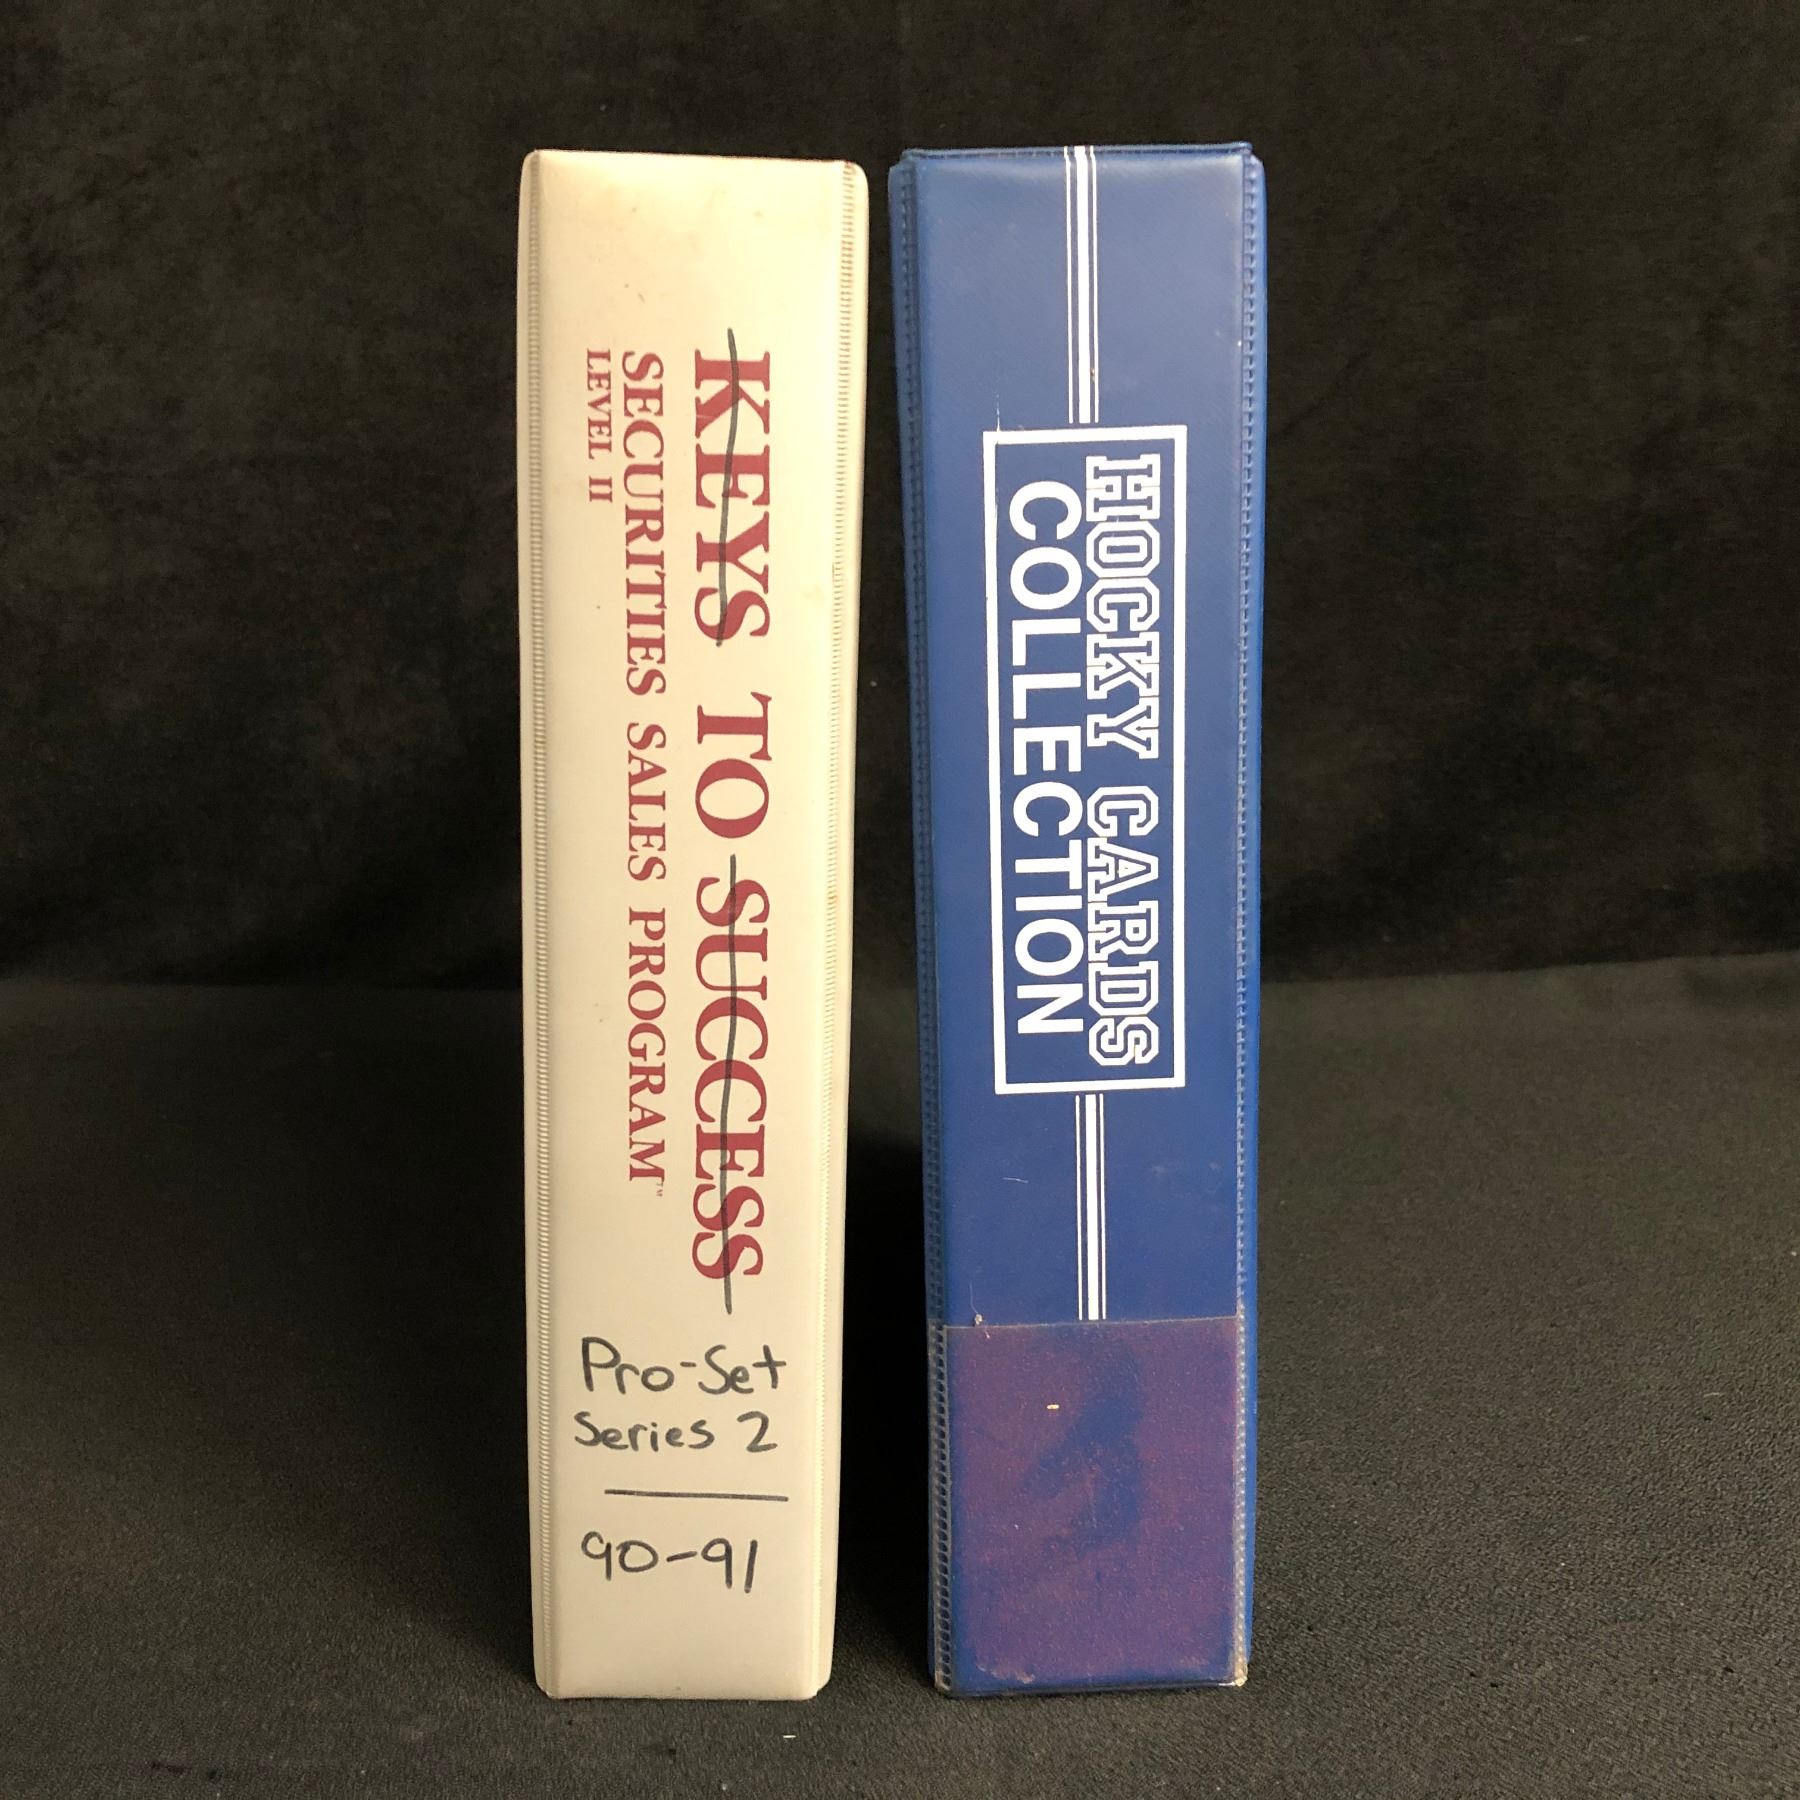 KEYS TO SUCCESS
SECURITIES SALES PROGRAM™
LEVEL II
Pro-Set
Series 2
90-91
HOCKY CARDS
COLLECTION